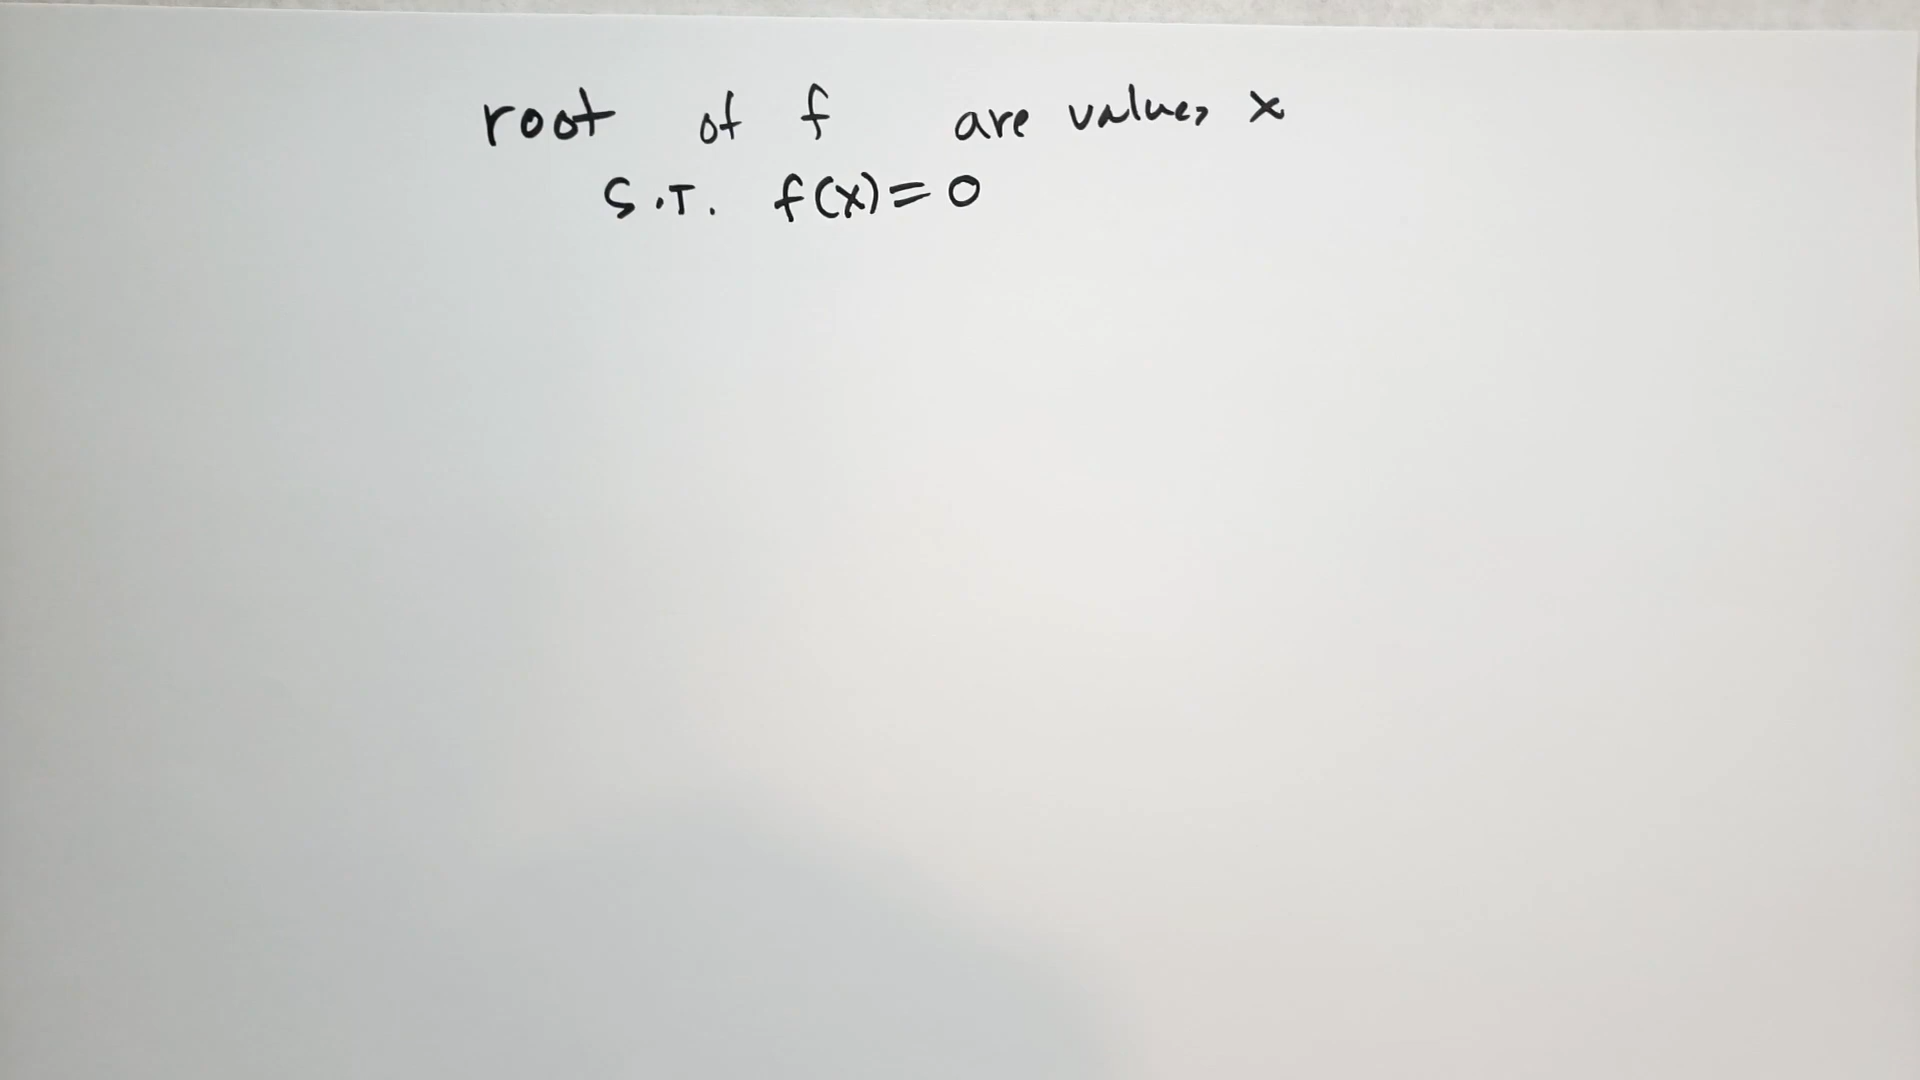 root of f are values x
S.T. f(x)=0